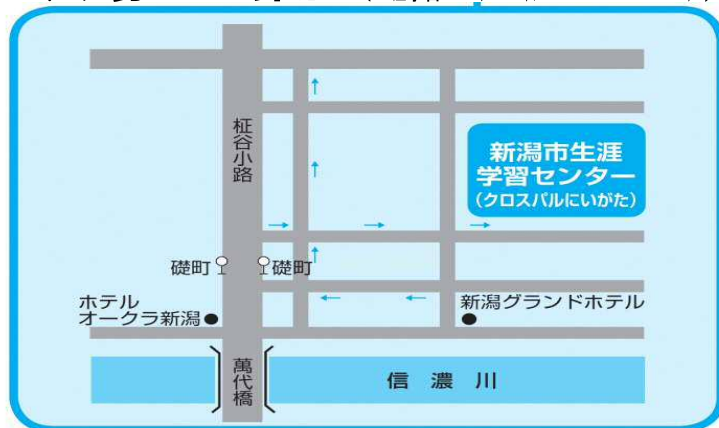 柾谷小路
新潟市生涯
学習センター
(クロスパルにいがた)
礎町
礎町
ホテル
オークラ新潟
新潟グランドホテル
萬代橋
信濃川